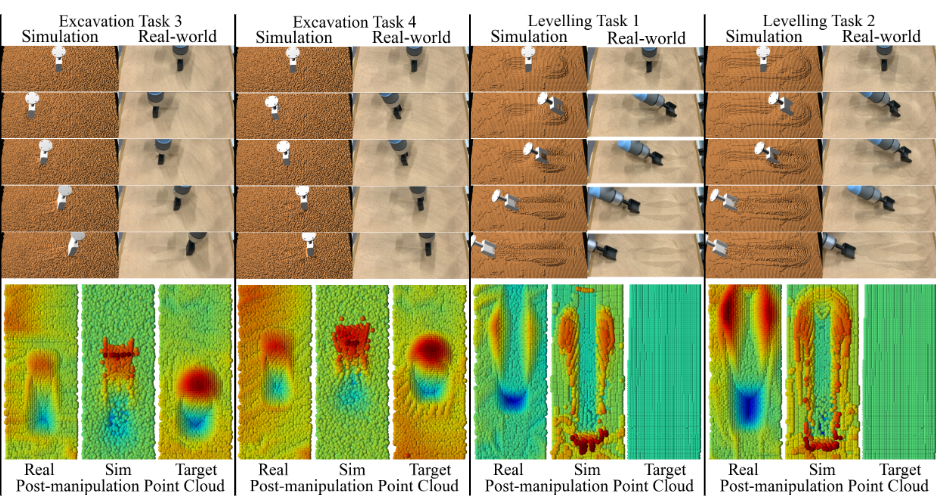 Excavation Task 3
Simulation Real-world
Excavation Task 4
Simulation Real-world
Levelling Task 1
Simulation Real-world
Levelling Task 2
Simulation Real-world
Real Sim Target
Post-manipulation Point Cloud
Real Sim Target
Post-manipulation Point Cloud
Real Sim Target
Post-manipulation Point Cloud
Real Sim Target
Post-manipulation Point Cloud